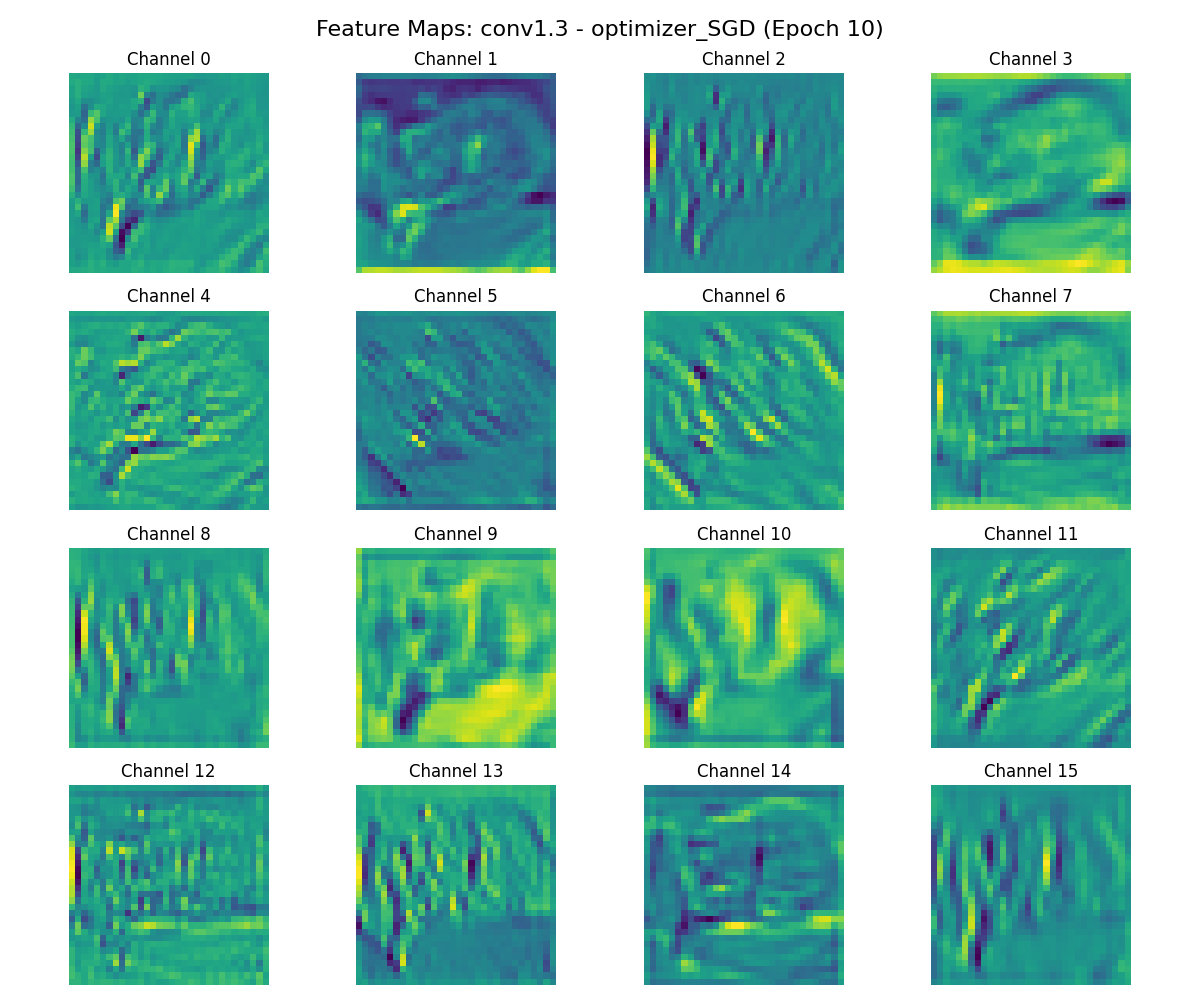 Feature Maps: conv1.3 - optimizer_SGD (Epoch 10)
Channel 0
Channel 1
Channel 2
Channel 3
Channel 4
Channel 5
Channel 6
Channel 7
Channel 8
Channel 9
Channel 10
Channel 11
Channel 12
Channel 13
Channel 14
Channel 15